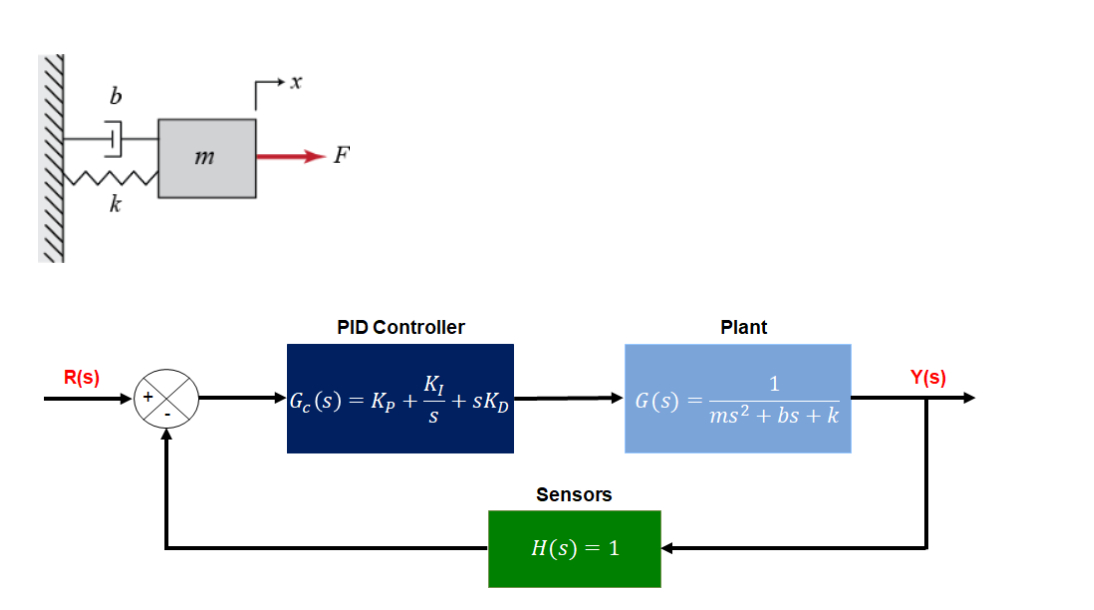 b
x
m
F
k
PID Controller
Plant
R(s)
Y(s)
+
-
G_c(s) = K_P + \frac{K_I}{s} + sK_D
G(s) = \frac{1}{ms^2 + bs + k}
Sensors
H(s) = 1